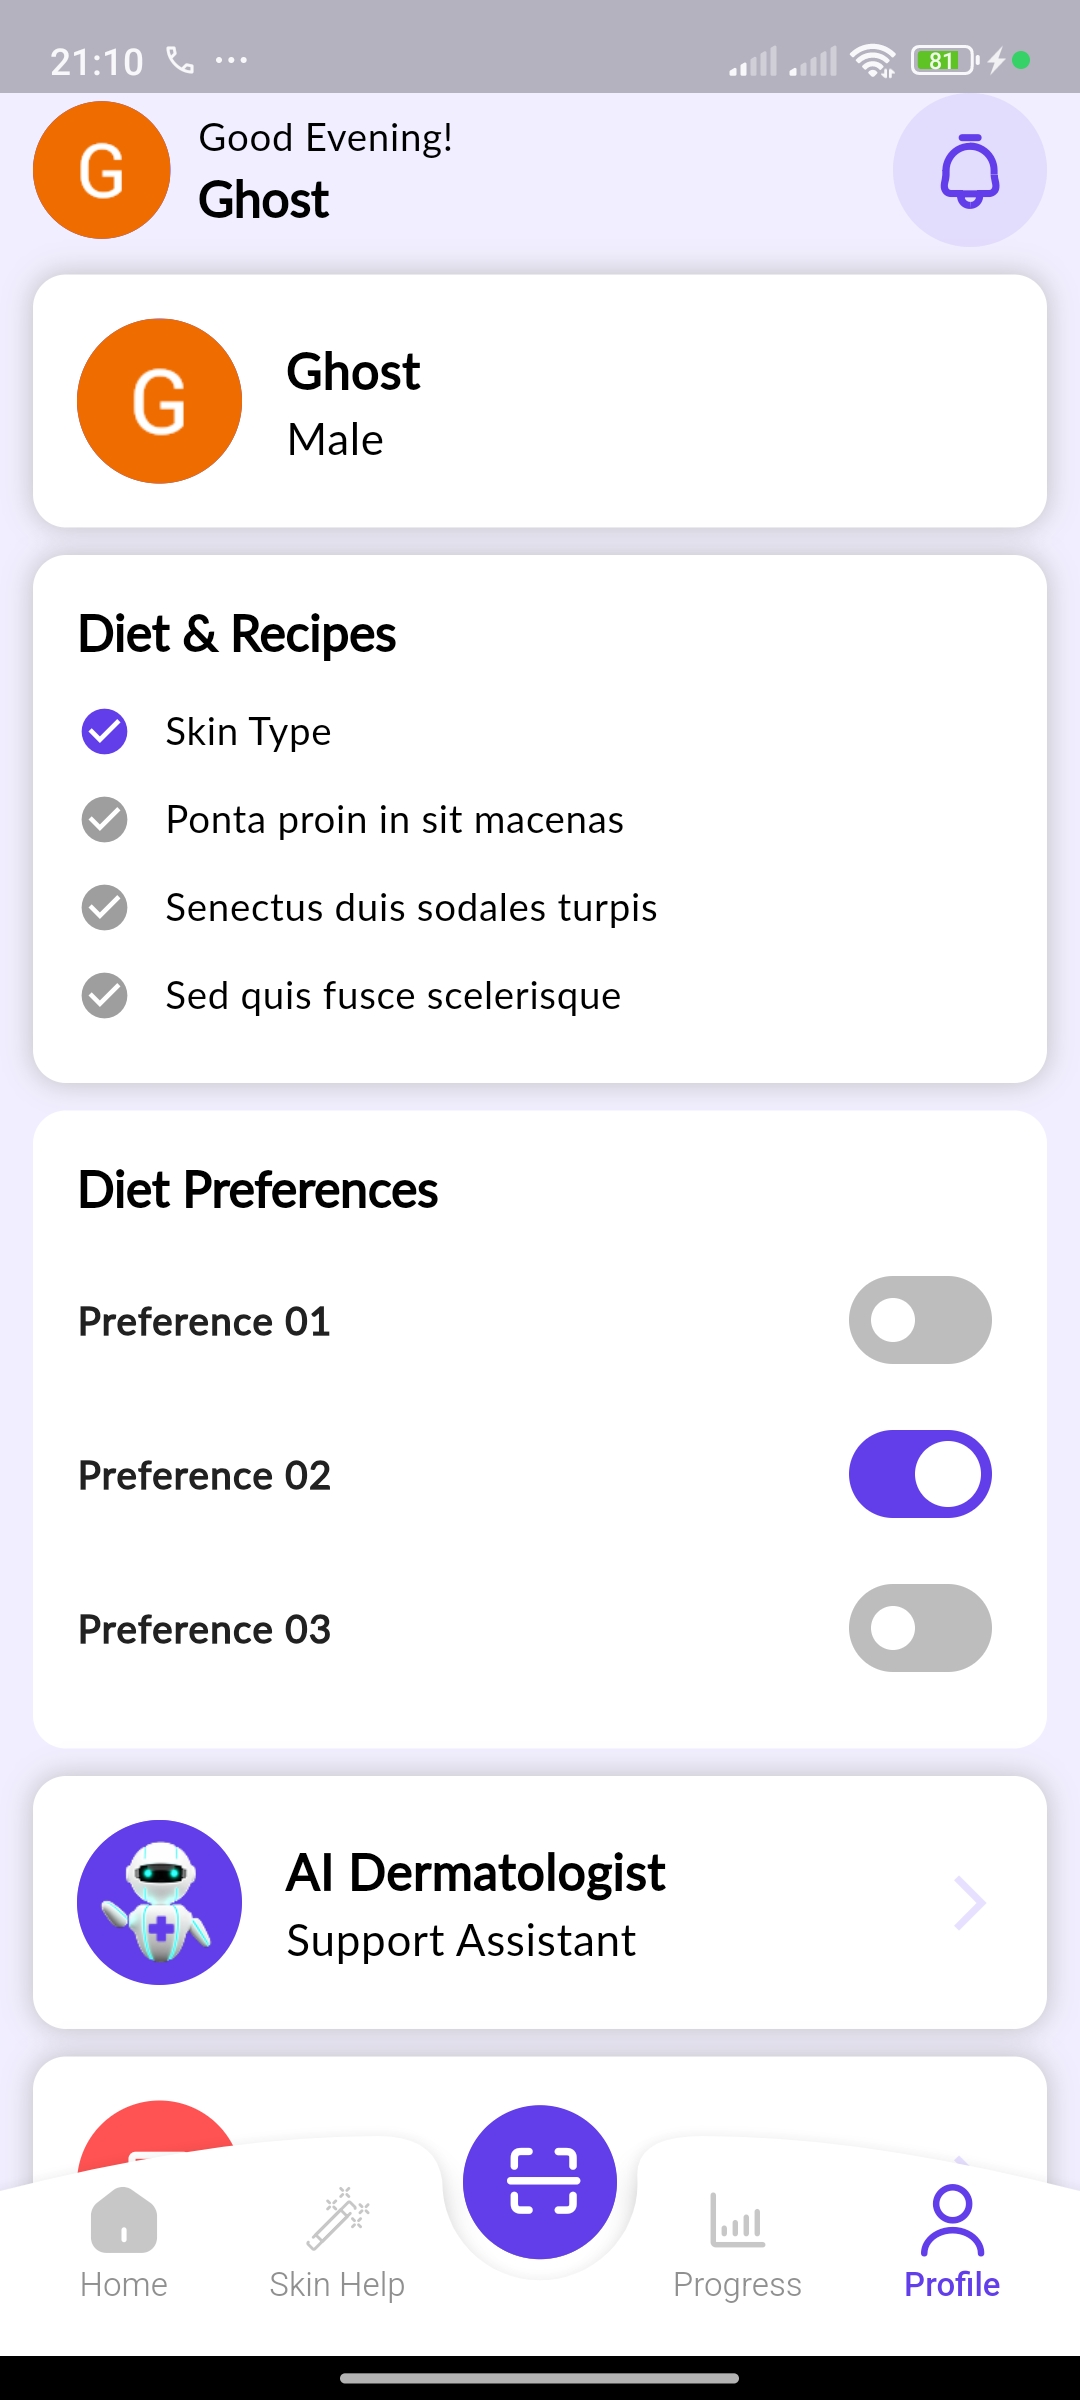 21:10
81
G
Good Evening!
Ghost
G
Ghost
Male
Diet & Recipes
Skin Type
Ponta proin in sit macenas
Senectus duis sodales turpis
Sed quis fusce scelerisque
Diet Preferences
Preference 01
Preference 02
Preference 03
AI Dermatologist
Support Assistant
Home
Skin Help
Progress
Profile